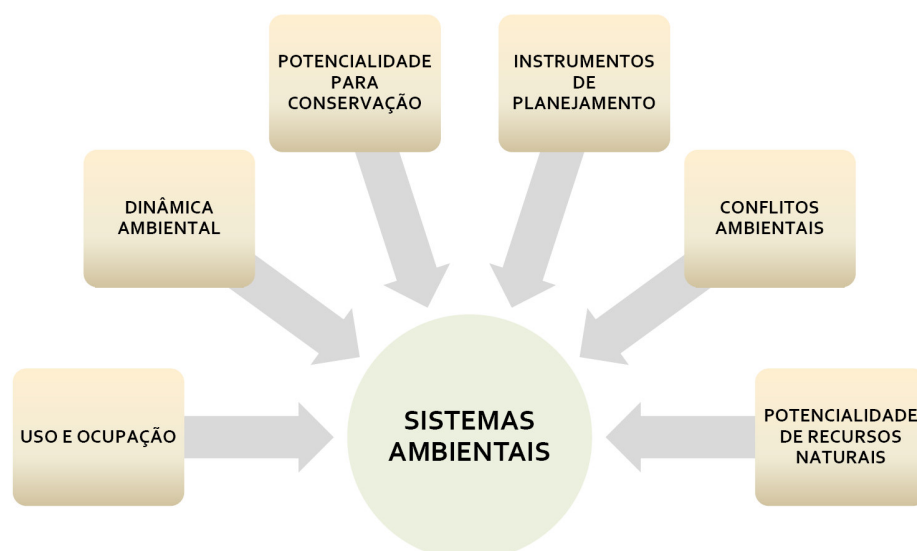 POTENCIALIDADE
PARA
CONSERVAÇÃO
INSTRUMENTOS
DE
PLANEJAMENTO
DINÂMICA
AMBIENTAL
CONFLITOS
AMBIENTAIS
USO E OCUPAÇÃO
SISTEMAS
AMBIENTAIS
POTENCIALIDADE
DE RECURSOS
NATURAIS